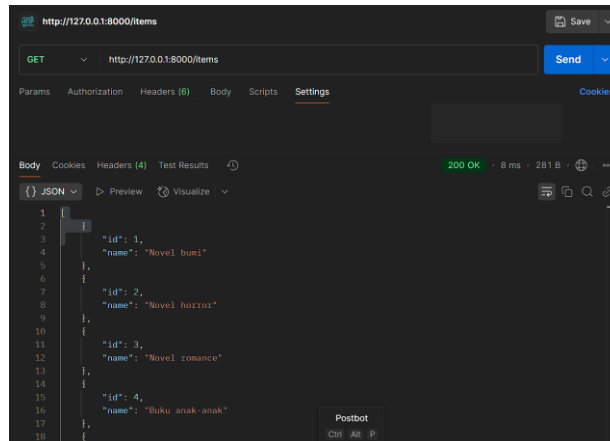 http://127.0.0.1:8000/items Save
GET http://127.0.0.1:8000/items Send
Params Authorization Headers (6) Body Scripts Settings Cookies
Body Cookies Headers (4) Test Results 200 OK 8 ms 281 B
{} JSON Preview Visualize
1 [
2 {
3 "id": 1,
4 "name": "Novel bumi"
5 },
6 {
7 "id": 2,
8 "name": "Novel horror"
9 },
10 {
11 "id": 3,
12 "name": "Novel romance"
13 },
14 {
15 "id": 4,
16 "name": "Buku anak-anak"
17 },
18 {
Postbot
Ctrl Alt P